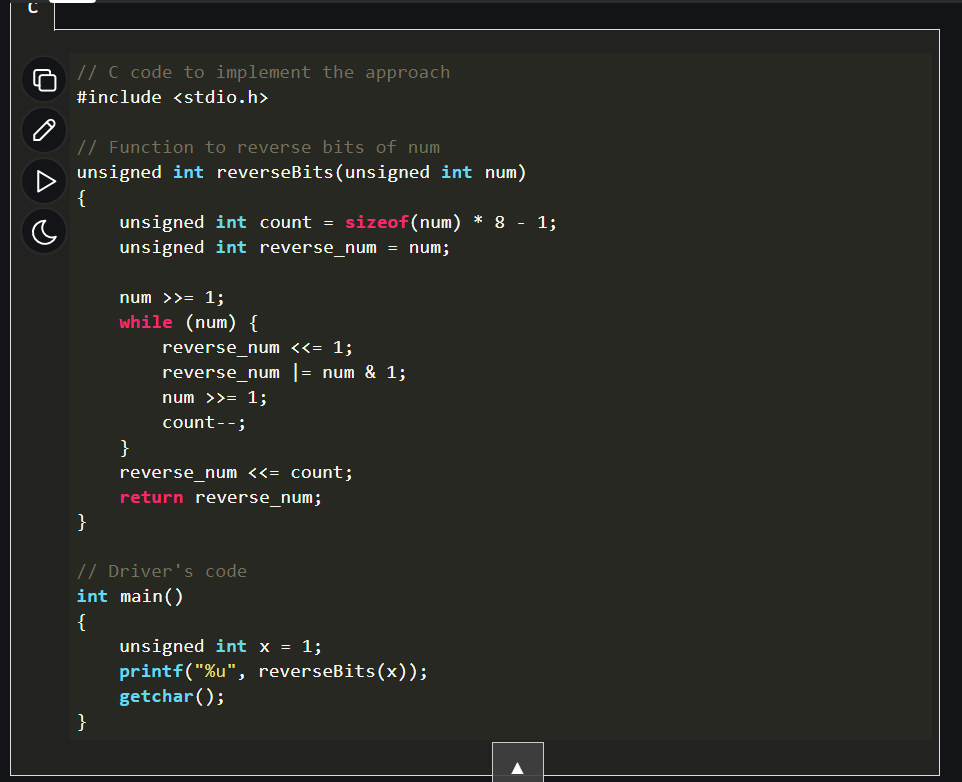 C
// C code to implement the approach
#include <stdio.h>

// Function to reverse bits of num
unsigned int reverseBits(unsigned int num)
{
    unsigned int count = sizeof(num) * 8 - 1;
    unsigned int reverse_num = num;

    num >>= 1;
    while (num) {
        reverse_num <<= 1;
        reverse_num |= num & 1;
        num >>= 1;
        count--;
    }
    reverse_num <<= count;
    return reverse_num;
}

// Driver's code
int main()
{
    unsigned int x = 1;
    printf("%u", reverseBits(x));
    getchar();
}